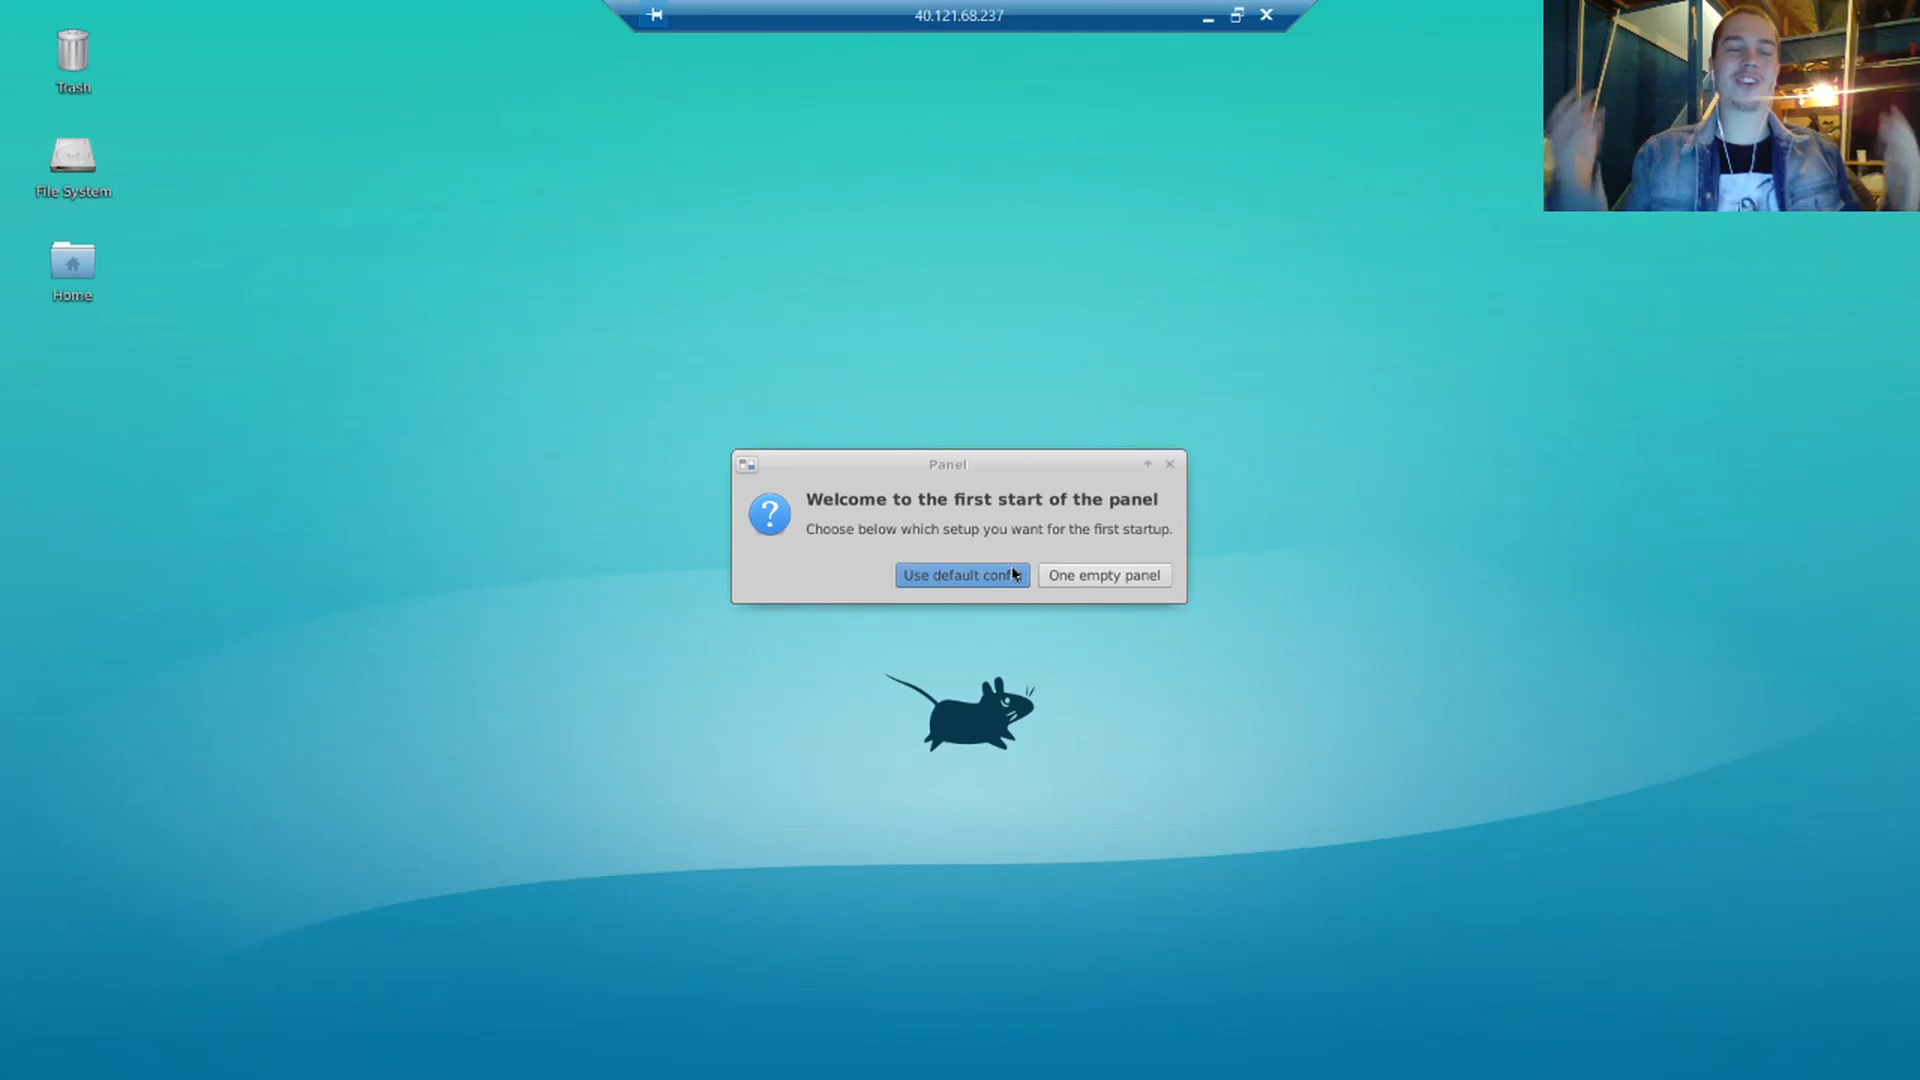 40.121.68.237
Trash
File System
Home
Panel
Welcome to the first start of the panel
Choose below which setup you want for the first startup.
Use default
One empty panel